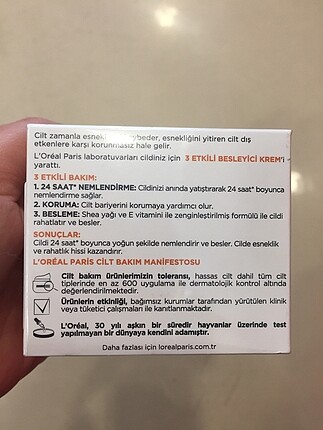 Cilt zamanla esnekliğini kaybeder, esnekliğini yitiren cilt dış
etkenlere karşı korunmasız hale gelir.
L'Oréal Paris laboratuvarları cildiniz için 3 ETKİLİ BESLEYİCİ KREM'i
yarattı.
3 ETKİLİ BAKIM:
1. 24 SAAT* NEMLENDİRME: Cildinizi anında yatıştırarak 24 saat* boyunca
nemlendirme sağlar.
2. KORUMA: Cilt bariyerini korumaya yardımcı olur.
3. BESLEME: Shea yağı ve E vitamini ile zenginleştirilmiş formülü ile cildi
rahatlatır ve besler.
SONUÇLAR:
Cildi 24 saat* boyunca yoğun şekilde nemlendirir ve besler. Cilde esneklik
ve rahatlık hissi kazandırır.
L'ORÉAL PARIS CİLT BAKIM MANİFESTOSU
Cilt bakım ürünlerimizin toleransı, hassas cilt dahil tüm cilt
tiplerinde en az 600 uygulama ile dermatolojik kontrol altında
değerlendirilmektedir.
Ürünlerin etkinliği, bağımsız kurumlar tarafından yürütülen klinik
veya tüketici çalışmaları ile kanıtlanmaktadır.
L'Oréal, 30 yılı aşkın bir süredir hayvanlar üzerinde test
yapılmayan bir dünyaya kendini adamıştır.
Daha fazlası için lorealparis.com.tr